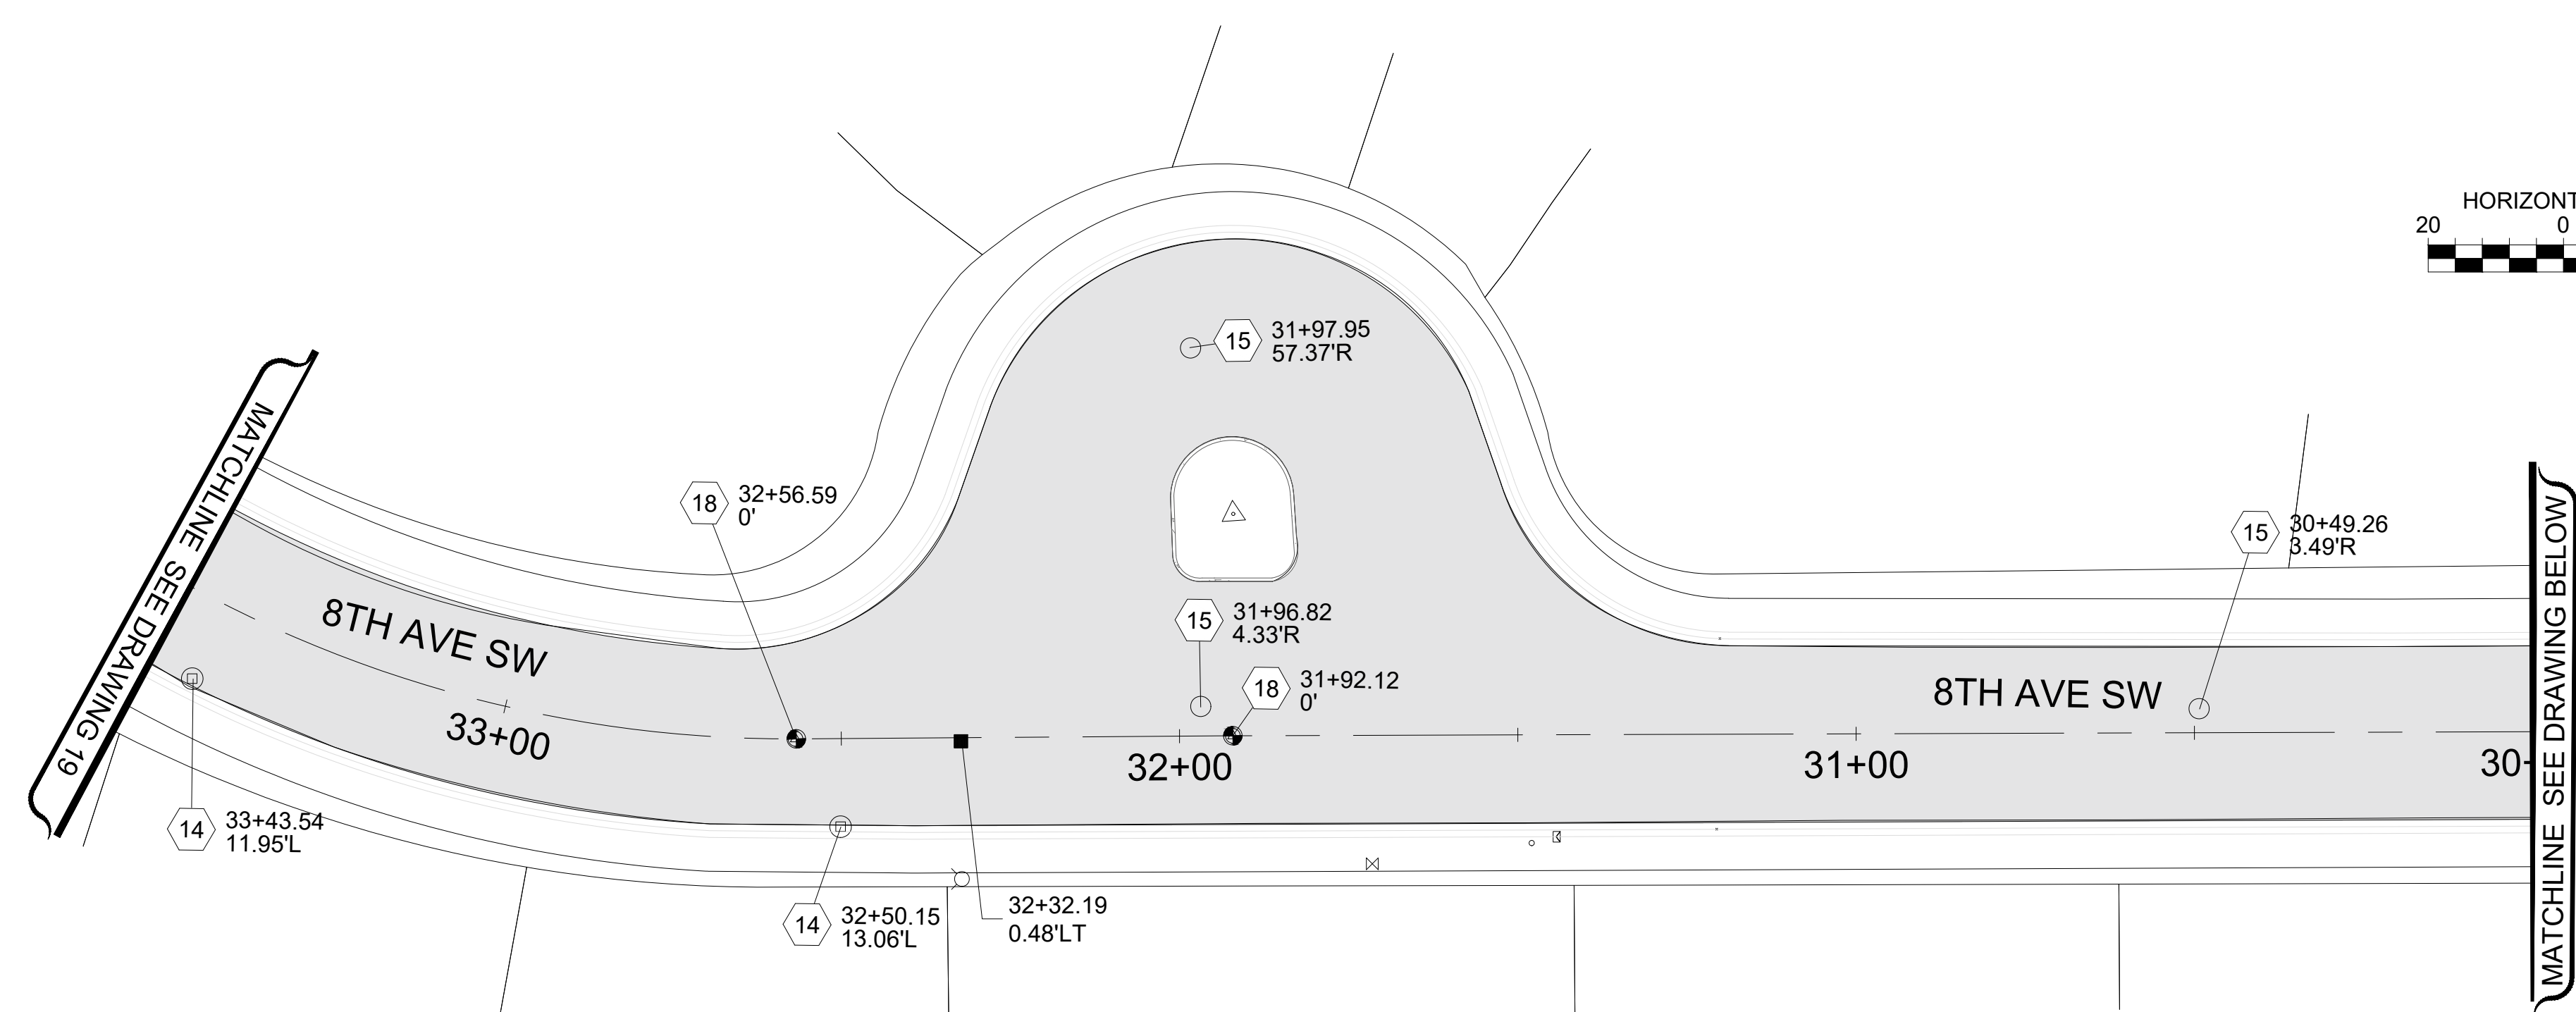 HORIZONT
20 0
15
31+97.95
57.37'R
MATCHLINE SEE DRAWING 19
18
32+56.59
0'
15
30+49.26
3.49'R
8TH AVE SW
15
31+96.82
4.33'R
18
31+92.12
0'
8TH AVE SW
33+00
32+00
31+00
30+
MATCHLINE SEE DRAWING BELOW
14
33+43.54
11.95'L
14
32+50.15
13.06'L
32+32.19
0.48'LT